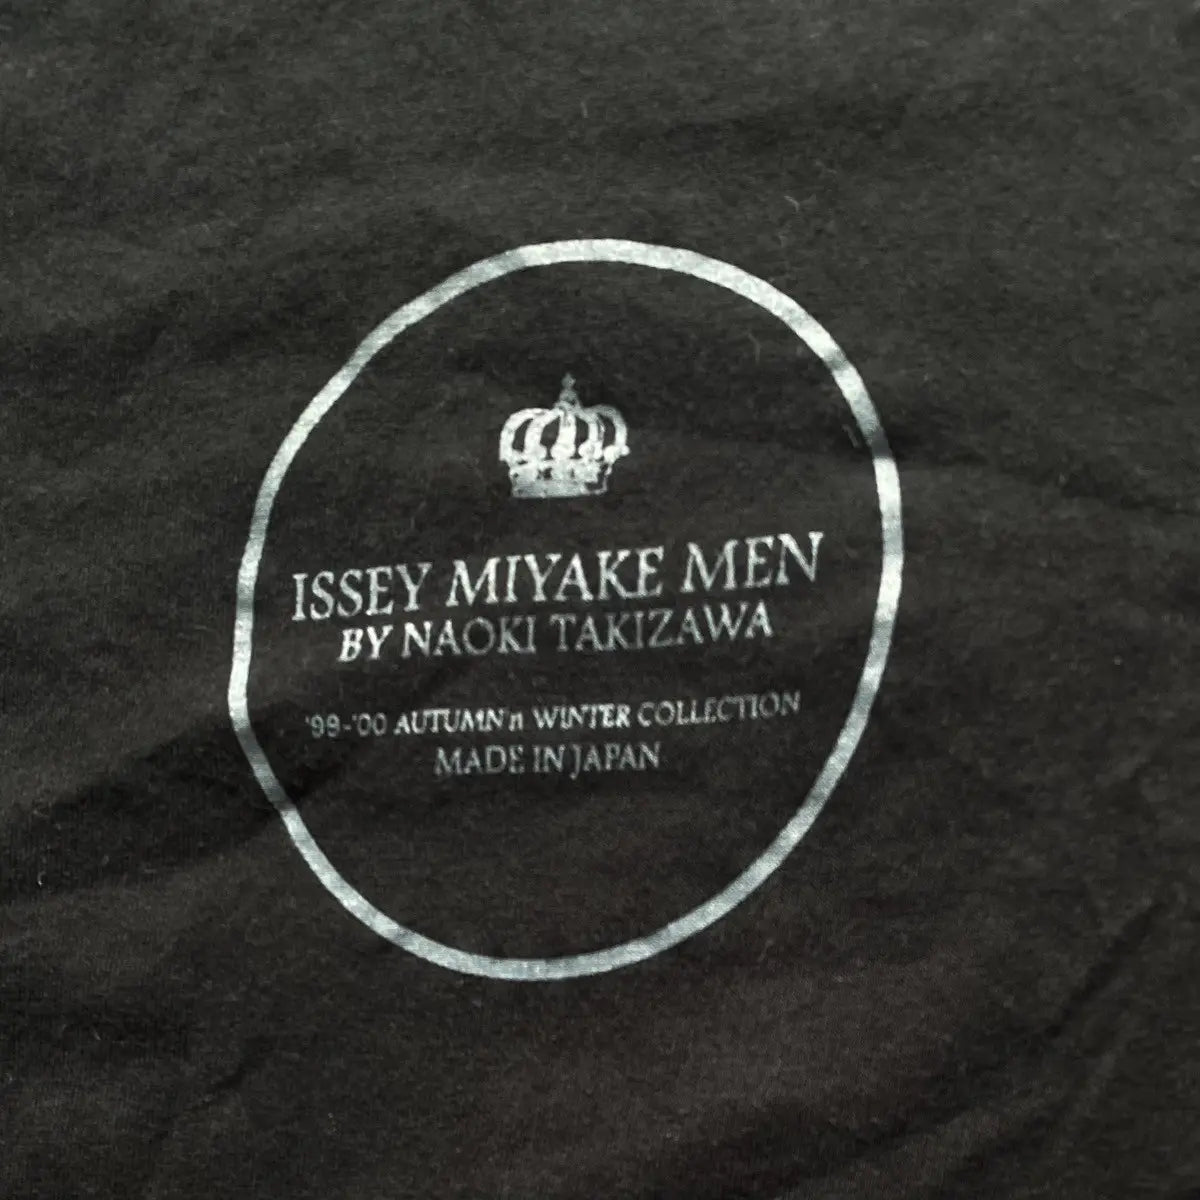 ISSEY MIYAKE MEN
BY NAOKI TAKIZAWA
'99-'00 AUTUMN'n WINTER COLLECTION
MADE IN JAPAN